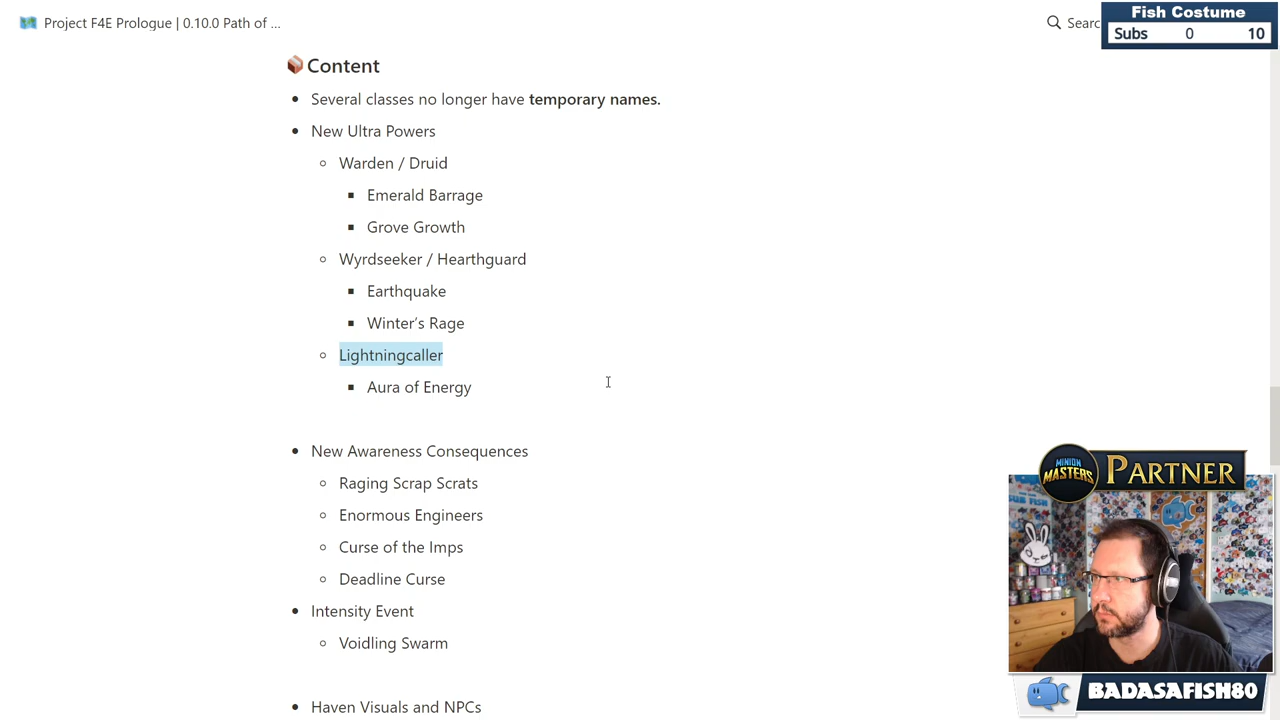 Project F4E Prologue | 0.10.0 Path of ...
Searc
Fish Costume
Subs 0 10
Content
Several classes no longer have temporary names.
New Ultra Powers
Warden / Druid
Emerald Barrage
Grove Growth
Wyrdseeker / Hearthguard
Earthquake
Winter's Rage
Lightningcaller
Aura of Energy
New Awareness Consequences
Raging Scrap Scrats
Enormous Engineers
Curse of the Imps
Deadline Curse
Intensity Event
Voidling Swarm
Haven Visuals and NPCs
MINION
MASTERS
PARTNER
BADASAFISH80